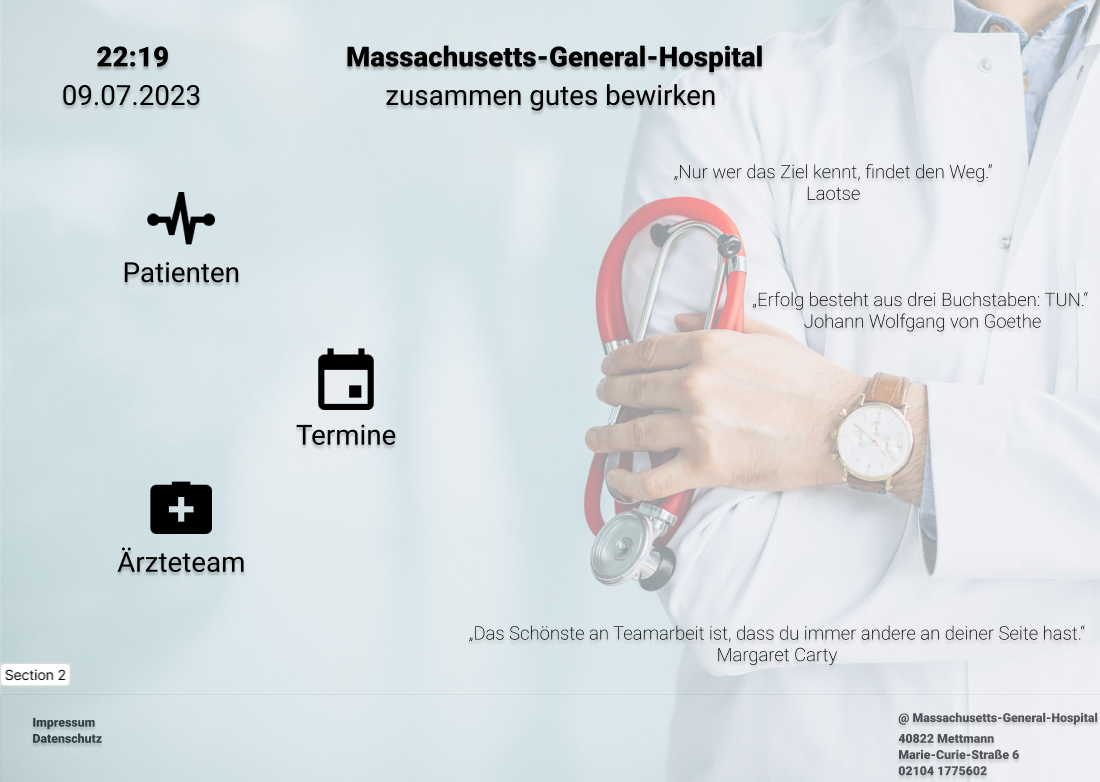 22:19
09.07.2023
Massachusetts-General-Hospital
zusammen gutes bewirken
„Nur wer das Ziel kennt, findet den Weg.“
Laotse
Patienten
„Erfolg besteht aus drei Buchstaben: TUN.“
Johann Wolfgang von Goethe
Termine
Ärzteteam
„Das Schönste an Teamarbeit ist, dass du immer andere an deiner Seite hast.“
Margaret Carty
Section 2
Impressum
Datenschutz
@ Massachusetts-General-Hospital
40822 Mettmann
Marie-Curie-Straße 6
02104 1775602